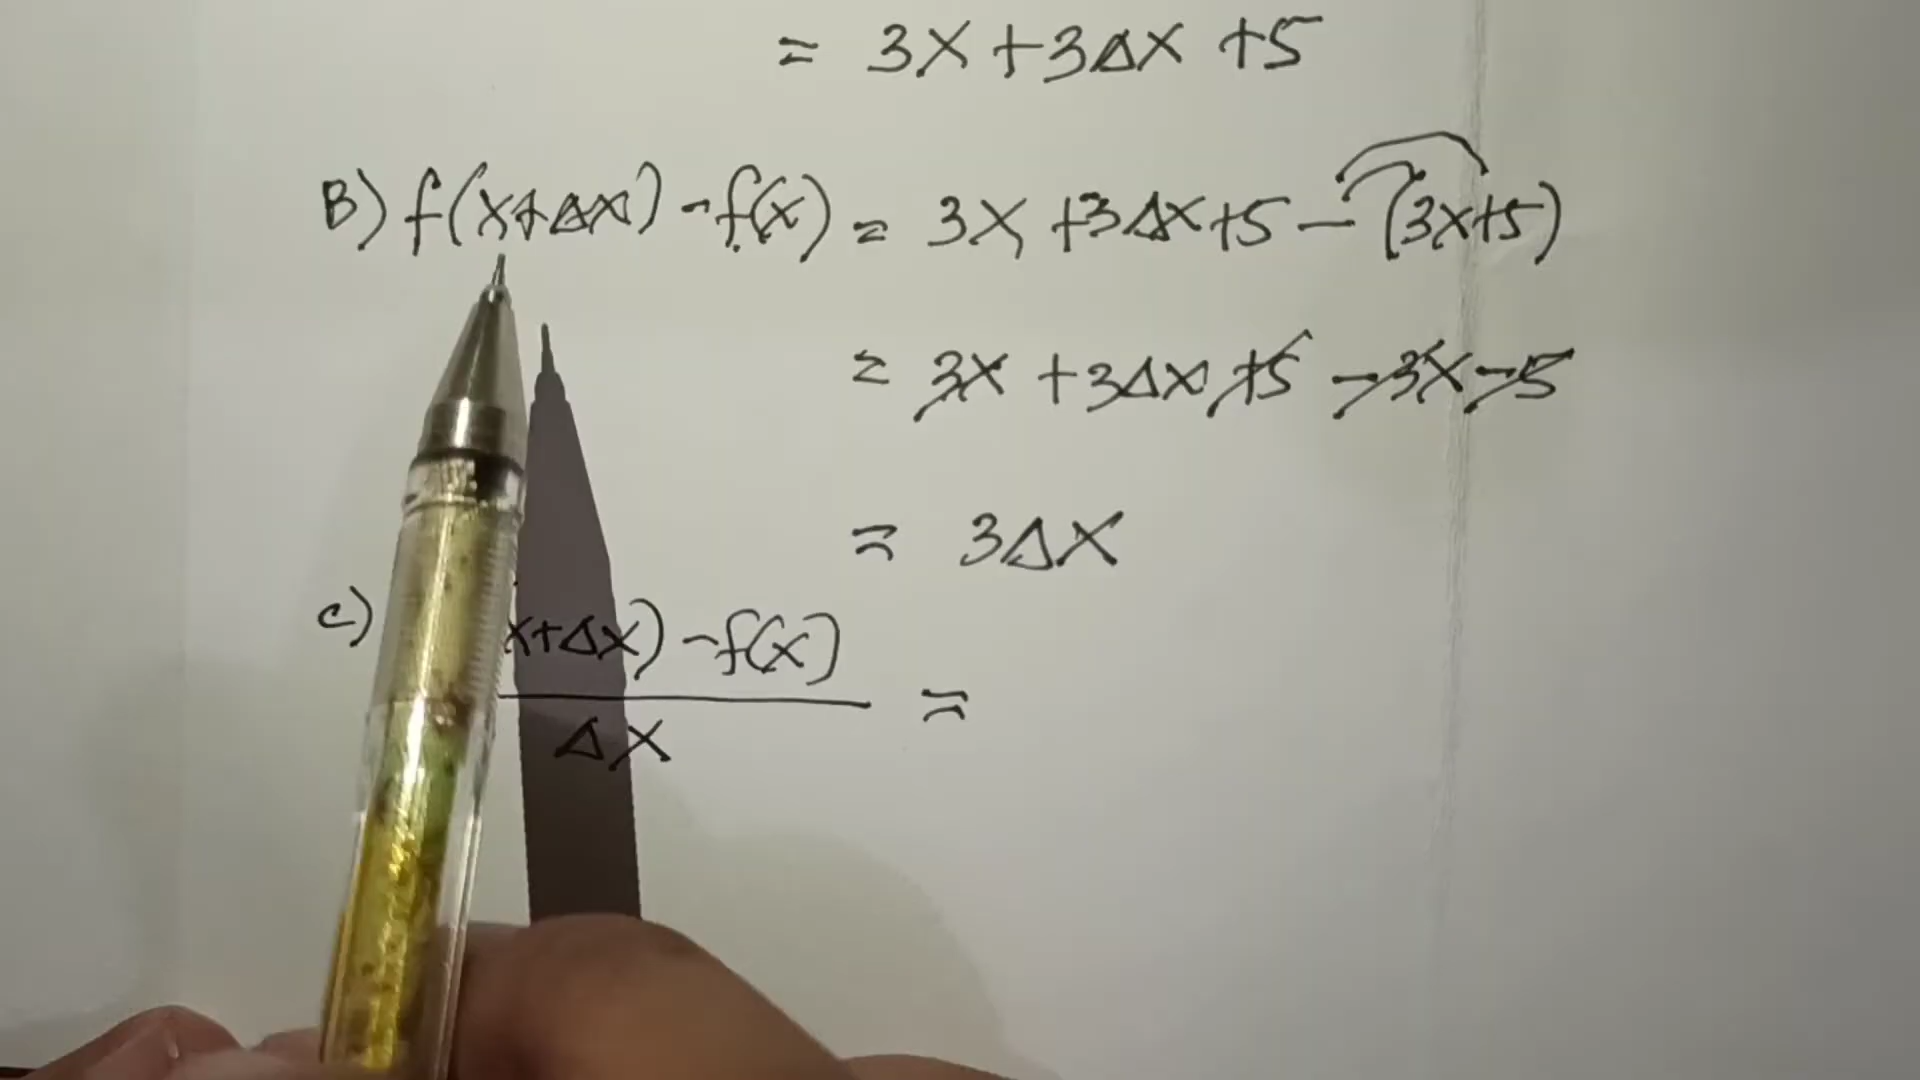 = 3x + 3Δx + 5
B) f(x+Δx) - f(x) = 3x + 3Δx + 5 - (3x+5)
= 3x + 3Δx + 5 - 3x - 5
= 3Δx
c) x+Δx) - f(x) =
Δx